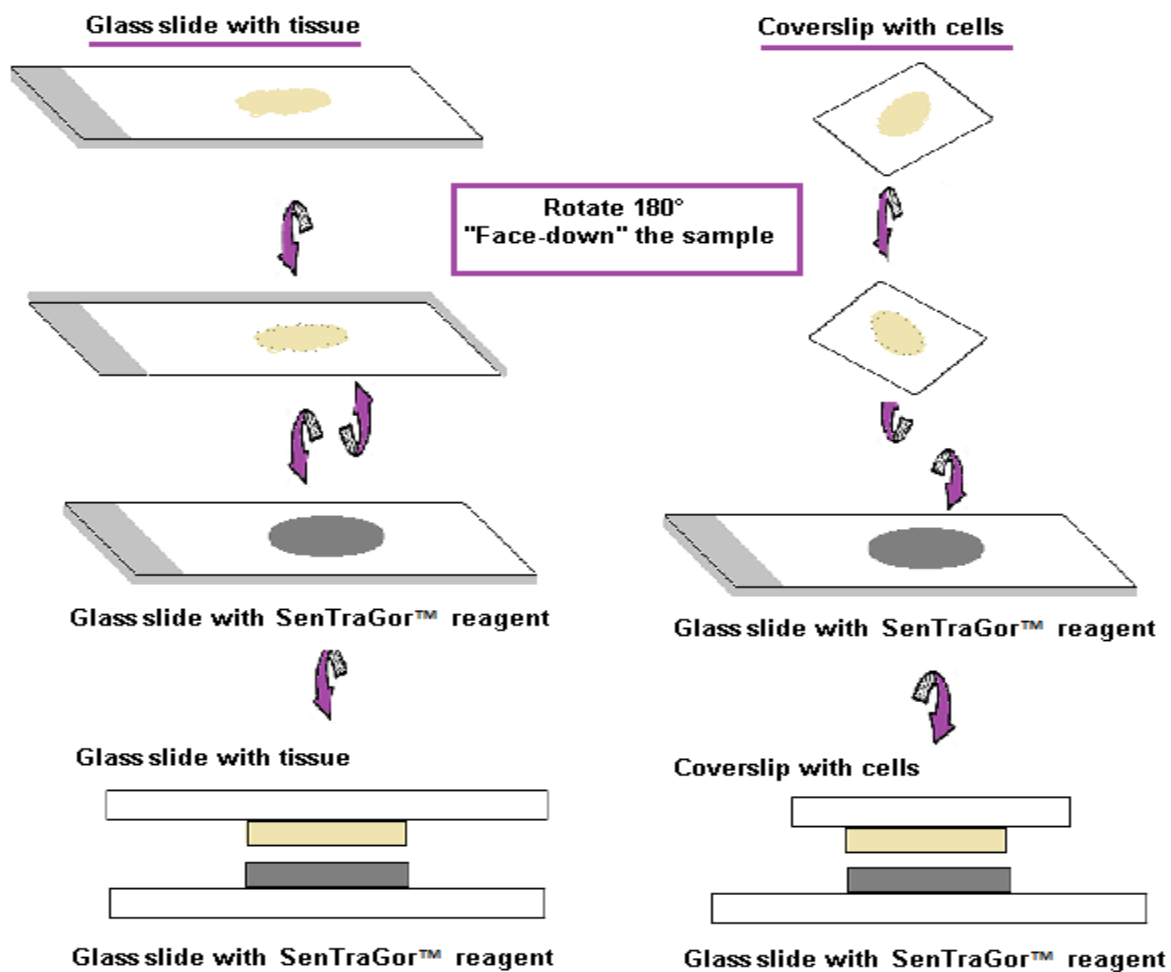 Glass slide with tissue
Coverslip with cells
Rotate 180°
"Face-down" the sample
Glass slide with SenTraGor™ reagent
Glass slide with SenTraGor™ reagent
Glass slide with tissue
Coverslip with cells
Glass slide with SenTraGor™ reagent
Glass slide with SenTraGor™ reagent